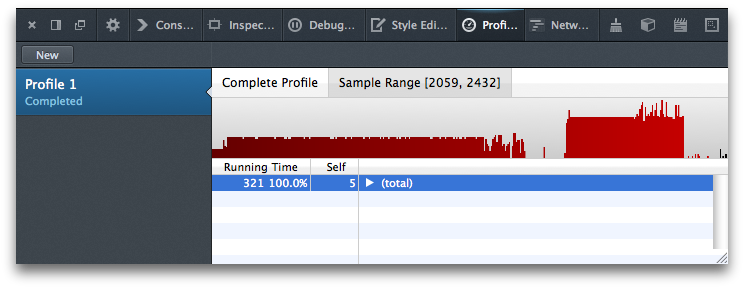 Cons... Inspec... Debug... Style Edi... Profi... Netw...
New
Profile 1
Completed
Complete Profile Sample Range [2059, 2432]
Running Time Self
321 100.0% 5 (total)